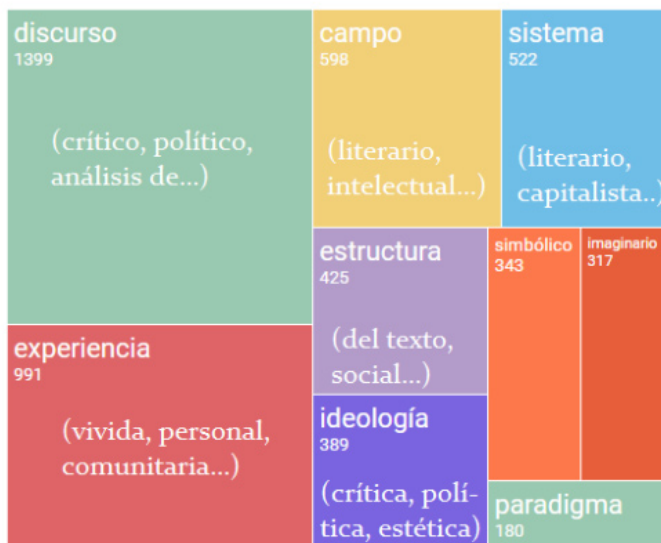 discurso
1399
(crítico, político,
análisis de...)
campo
598
(literario,
intelectual...)
sistema
522
(literario,
capitalista..)
experiencia
991
(vivida, personal,
comunitaria...)
estructura
425
(del texto,
social...)
ideología
389
(crítica, polí-
tica, estética)
simbólico
343
imaginario
317
paradigma
180